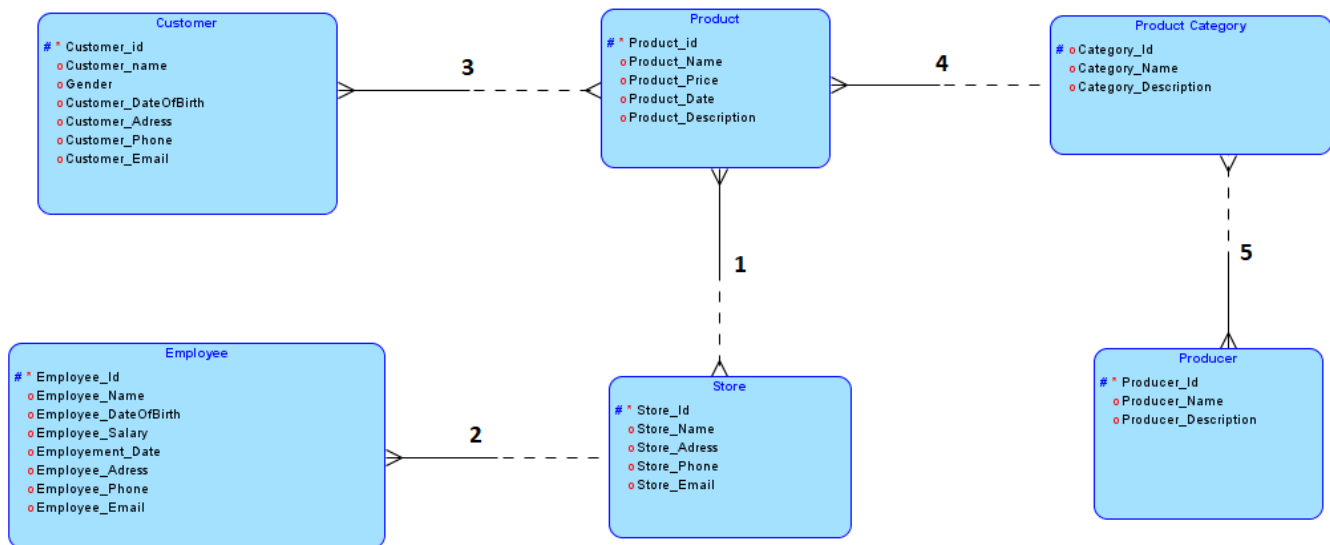 Customer
# * Customer_id
o Customer_name
o Gender
o Customer_DateOfBirth
o Customer_Adress
o Customer_Phone
o Customer_Email
3
Product
# * Product_id
o Product_Name
o Product_Price
o Product_Date
o Product_Description
4
Product Category
# o Category_Id
o Category_Name
o Category_Description
1
5
Employee
# * Employee_Id
o Employee_Name
o Employee_DateOfBirth
o Employee_Salary
o Employement_Date
o Employee_Adress
o Employee_Phone
o Employee_Email
2
Store
# * Store_Id
o Store_Name
o Store_Adress
o Store_Phone
o Store_Email
Producer
# * Producer_Id
o Producer_Name
o Producer_Description